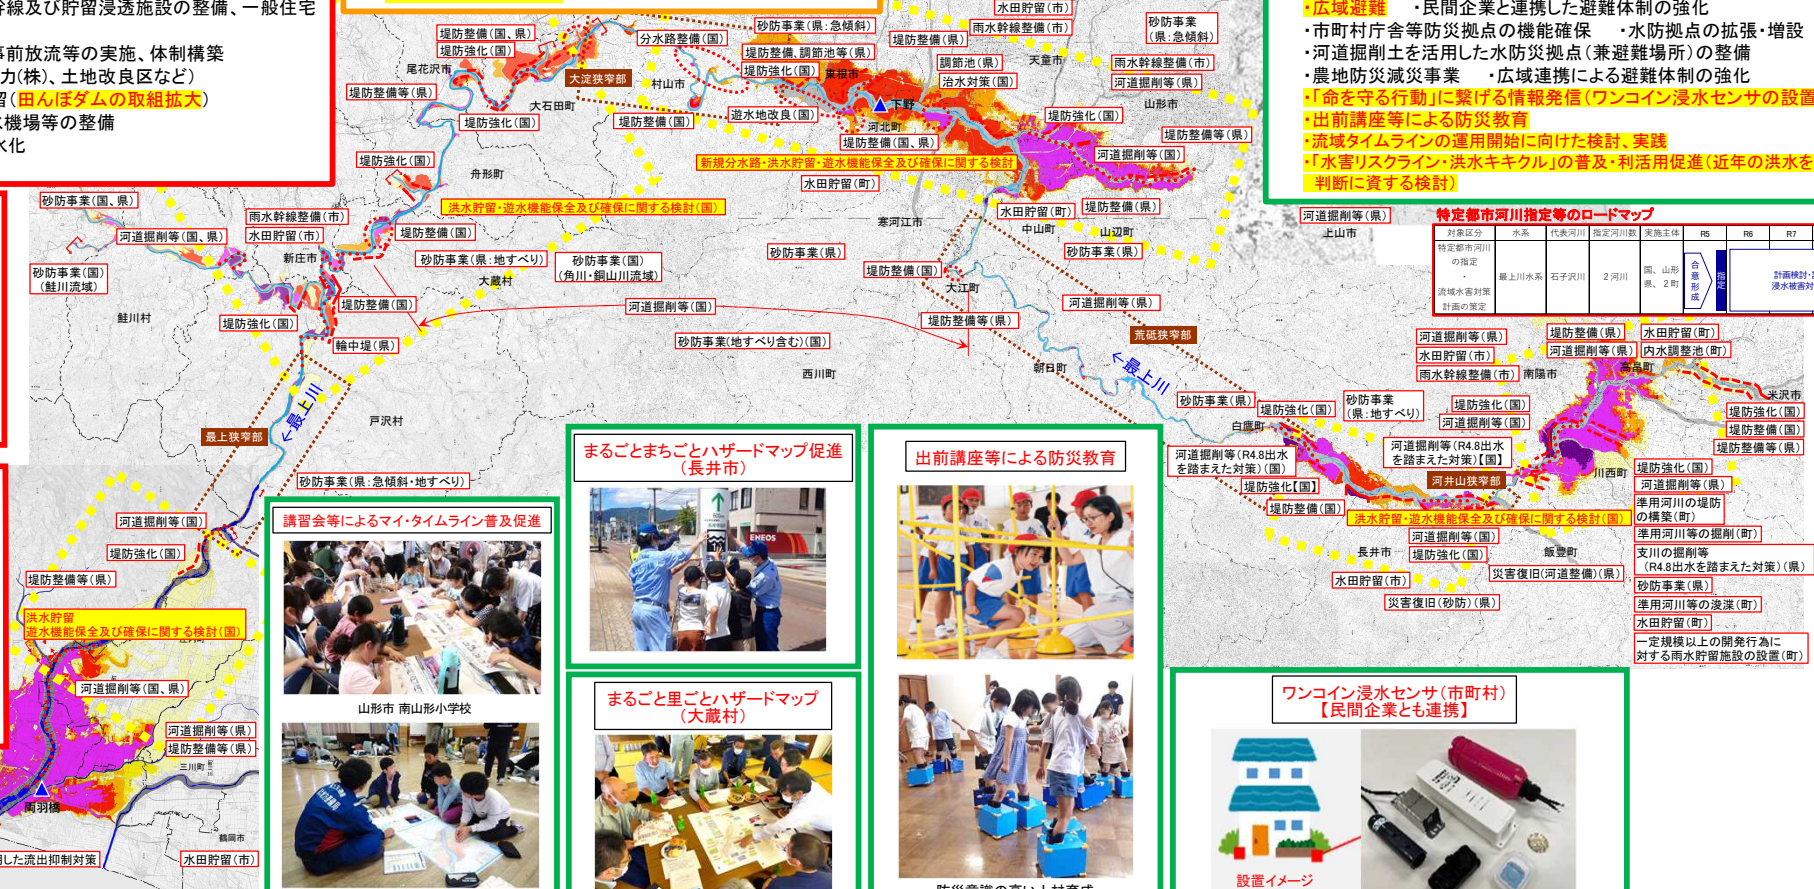 幹線及び貯留浸透施設の整備、一般住宅
事前放流等の実施、体制構築
力(株)、土地改良区など)
留(田んぼダムの取組拡大)
水機場等の整備
水化
・広域避難　・民間企業と連携した避難体制の強化
・市町村庁舎等防災拠点の機能確保　・水防拠点の拡張・増設
・河道掘削土を活用した水防災拠点(兼避難場所)の整備
・農地防災減災事業　・広域連携による避難体制の強化
・「命を守る行動」に繋げる情報発信(ワンコイン浸水センサの設置
・出前講座等による防災教育
・流域タイムラインの運用開始に向けた検討、実践
・「水害リスクライン・洪水キキクル」の普及・利活用促進(近年の洪水を
判断に資する検討)
水田貯留(市)
砂防事業(県:急傾斜)
雨水幹線整備(市)
砂防事業
(県:急傾斜)
堤防整備(国、県)
分水路整備(国)
堤防整備(県)
堤防強化(国)
堤防整備、調節池等(県)
天童市
尾花沢市
大淀狭窄部
堤防強化(国)
東根市
調節池(県)
雨水幹線整備(市)
村山市
治水対策(国)
河道掘削等(県)
堤防整備等(県)
大石田町
下野
山形市
遊水地改良(国)
堤防強化(国)
堤防強化(国)
堤防整備(国)
河北町
堤防整備等(県)
堤防整備(国、県)
堤防強化(国)
新規分水路・洪水貯留・遊水機能保全及び確保に関する検討
河道掘削等(国)
舟形町
水田貯留(町)
砂防事業(国、県)
洪水貯留・遊水機能保全及び確保に関する検討(国)
水田貯留(町)
堤防整備(県)
雨水幹線整備(市)
寒河江市
中山町
山辺町
河道掘削等(国、県)
水田貯留(市)
堤防整備(国)
砂防事業(県)
砂防事業(県)
新庄市
砂防事業(県:地すべり)
砂防事業(国)
(角川・銅山川流域)
砂防事業(国)
(鮭川流域)
大蔵村
堤防整備(国)
大江町
堤防整備(国)
河道掘削等(国)
河道掘削等(県)
鮭川村
堤防強化(国)
堤防整備等(県)
荒砥狭窄部
輪中堤(県)
砂防事業(地すべり含む)(国)
西川町
朝日町
←最上川
←最上川
戸沢村
最上狭窄部
砂防事業(県:急傾斜・地すべり)
河道掘削等(国)
堤防強化(国)
堤防整備等(県)
洪水貯留
遊水機能保全及び確保に関する検討(国)
河道掘削等(国、県)
河道掘削等(県)
堤防整備等(県)
三川町
両羽橋
鶴岡市
した流出抑制対策
水田貯留(市)
河道掘削等(県)
上山市
特定都市河川指定等のロードマップ
対象区分 水系 代表河川 指定河川数 実施主体 R5 R6 R7
特定都市河川
の指定
・
流域水害対策
計画の策定
最上川水系 石子沢川 2河川
国、山形
県、2町
合意形成
指定
計画検討・
浸水被害対
河道掘削等(県)
堤防整備(県)
水田貯留(町)
水田貯留(市)
河道掘削等(県)
内水調整池(町)
雨水幹線整備(市)
南陽市
高畠町
米沢市
砂防事業(県)
砂防事業
(県:地すべり)
堤防強化(国)
堤防強化(国)
堤防強化(国)
白鷹町
河道掘削等(国)
堤防整備(国)
堤防整備等(県)
河道掘削等(R4.8出水
を踏まえた対策)(国)
河道掘削等(R4.8出水
を踏まえた対策)【国】
河井山狭窄部
川西町
堤防強化(国)
堤防強化【国】
河道掘削等(県)
堤防整備(国)
洪水貯留・遊水機能保全及び確保に関する検討(国)
準用河川の堤防
の構築(町)
河道掘削等(国)
準用河川等の掘削(町)
長井市
堤防強化(国)
飯豊町
支川の掘削等
(R4.8出水を踏まえた対策)(県)
水田貯留(市)
災害復旧(河道整備)(県)
砂防事業(県)
災害復旧(砂防)(県)
準用河川等の浚渫(町)
水田貯留(町)
一定規模以上の開発行為に
対する雨水貯留施設の設置(町)
講習会等によるマイ・タイムライン普及促進
山形市 南山形小学校
まるごとまちごとハザードマップ促進
(長井市)
ENEOS
まるごと里ごとハザードマップ
(大蔵村)
出前講座等による防災教育
防災意識の高い人材育成
ワンコイン浸水センサ(市町村)
【民間企業とも連携】
設置イメージ